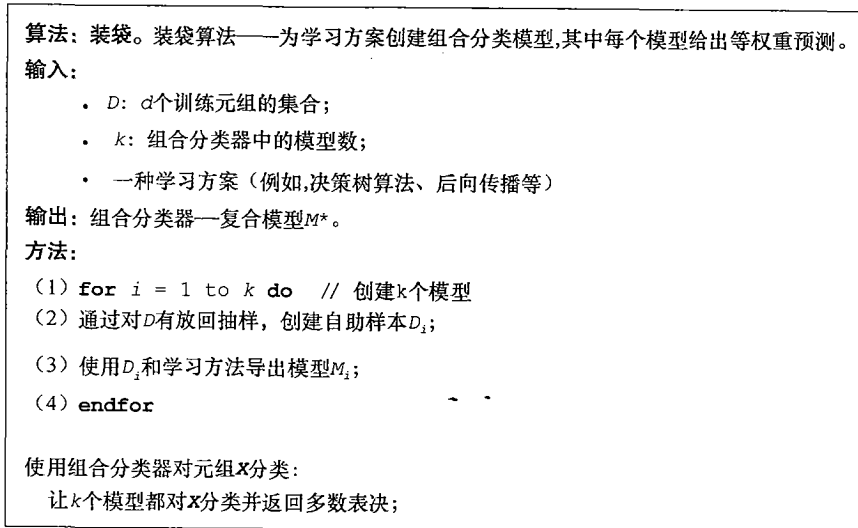 算法：装袋。装袋算法——为学习方案创建组合分类模型,其中每个模型给出等权重预测。
输入：
• D: d个训练元组的集合；
• k: 组合分类器中的模型数；
• 一种学习方案（例如,决策树算法、后向传播等）
输出：组合分类器—复合模型M*。
方法：
（1）for i = 1 to k do // 创建k个模型
（2）通过对D有放回抽样，创建自助样本Di；
（3）使用Di和学习方法导出模型Mi；
（4）endfor
使用组合分类器对元组X分类：
让k个模型都对X分类并返回多数表决；